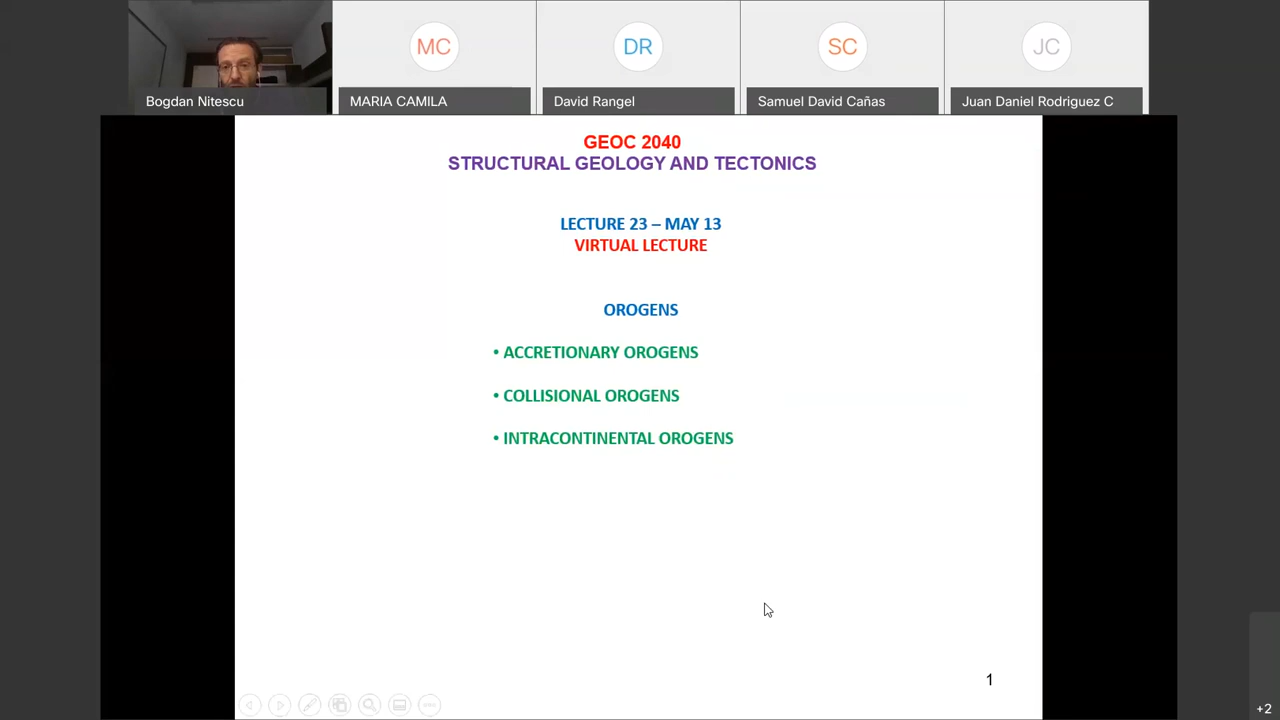 MC
DR
SC
JC
Bogdan Nitescu
MARIA CAMILA
David Rangel
Samuel David Cañas
Juan Daniel Rodriguez C
GEOC 2040
STRUCTURAL GEOLOGY AND TECTONICS
LECTURE 23 – MAY 13
VIRTUAL LECTURE
OROGENS
• ACCRETIONARY OROGENS
• COLLISIONAL OROGENS
• INTRACONTINENTAL OROGENS
1
+2